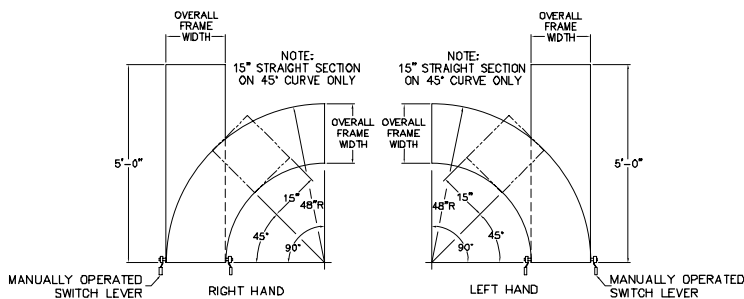 OVERALL
FRAME
WIDTH
NOTE:
15" STRAIGHT SECTION
ON 45° CURVE ONLY
OVERALL
FRAME
WIDTH
5'-0"
15"
48"R
45°
90°
MANUALLY OPERATED
SWITCH LEVER
RIGHT HAND
OVERALL
FRAME
WIDTH
NOTE:
15" STRAIGHT SECTION
ON 45° CURVE ONLY
OVERALL
FRAME
WIDTH
5'-0"
15"
48"R
90°
45°
LEFT HAND
MANUALLY OPERATED
SWITCH LEVER